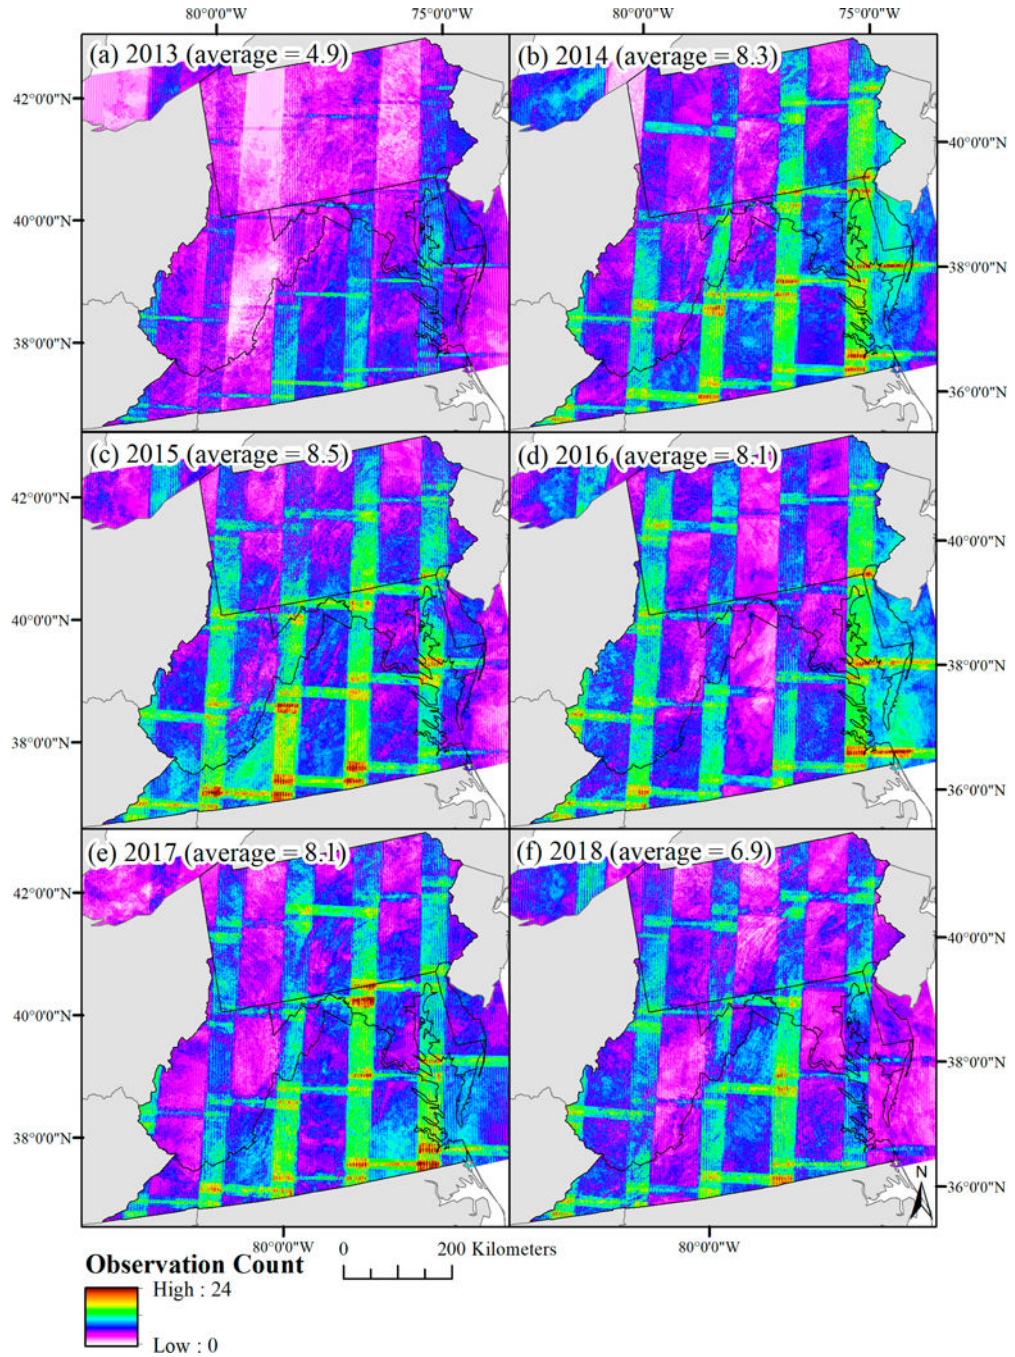 80°0'0"W 75°0'0"W 80°0'0"W 75°0'0"W
(a) 2013 (average = 4.9)
(b) 2014 (average = 8.3)
42°0'0"N
40°0'0"N
40°0'0"N
38°0'0"N
38°0'0"N
36°0'0"N
(c) 2015 (average = 8.5)
(d) 2016 (average = 8.1)
42°0'0"N
40°0'0"N
40°0'0"N
38°0'0"N
38°0'0"N
36°0'0"N
(e) 2017 (average = 8.1)
(f) 2018 (average = 6.9)
42°0'0"N
40°0'0"N
40°0'0"N
38°0'0"N
38°0'0"N
N
36°0'0"N
80°0'0"W 80°0'0"W
0 200 Kilometers
Observation Count
High : 24
Low : 0